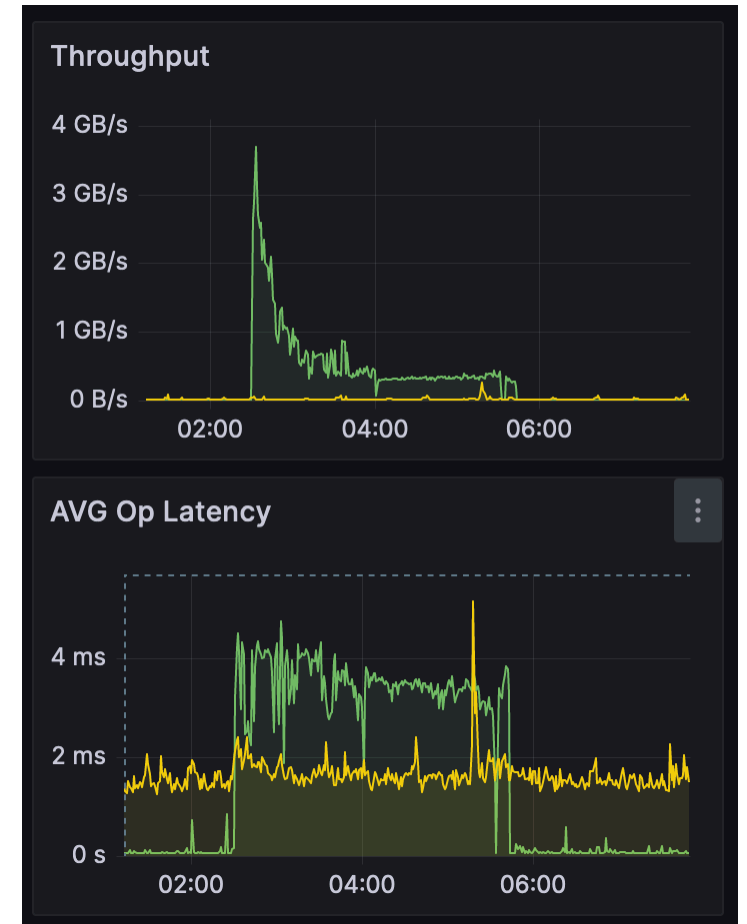 Throughput
4 GB/s
3 GB/s
2 GB/s
1 GB/s
0 B/s
02:00 04:00 06:00
AVG Op Latency
4 ms
2 ms
0 s
02:00 04:00 06:00